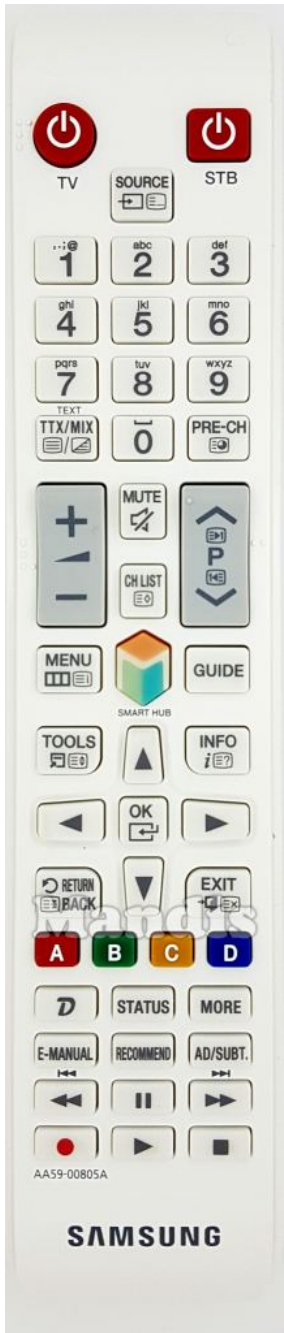 TV STB
SOURCE
.,-;@ abc def
1 2 3
ghi jkl mno
4 5 6
pqrs tuv wxyz
7 8 9
TEXT
TTX/MIX 0 PRE-CH
MUTE
P
CH LIST
MENU GUIDE
SMART HUB
TOOLS INFO
i
OK
RETURN EXIT
BACK
Mandis
A B C D
D STATUS MORE
E-MANUAL RECOMMEND AD/SUBT.
AA59-00805A
SAMSUNG